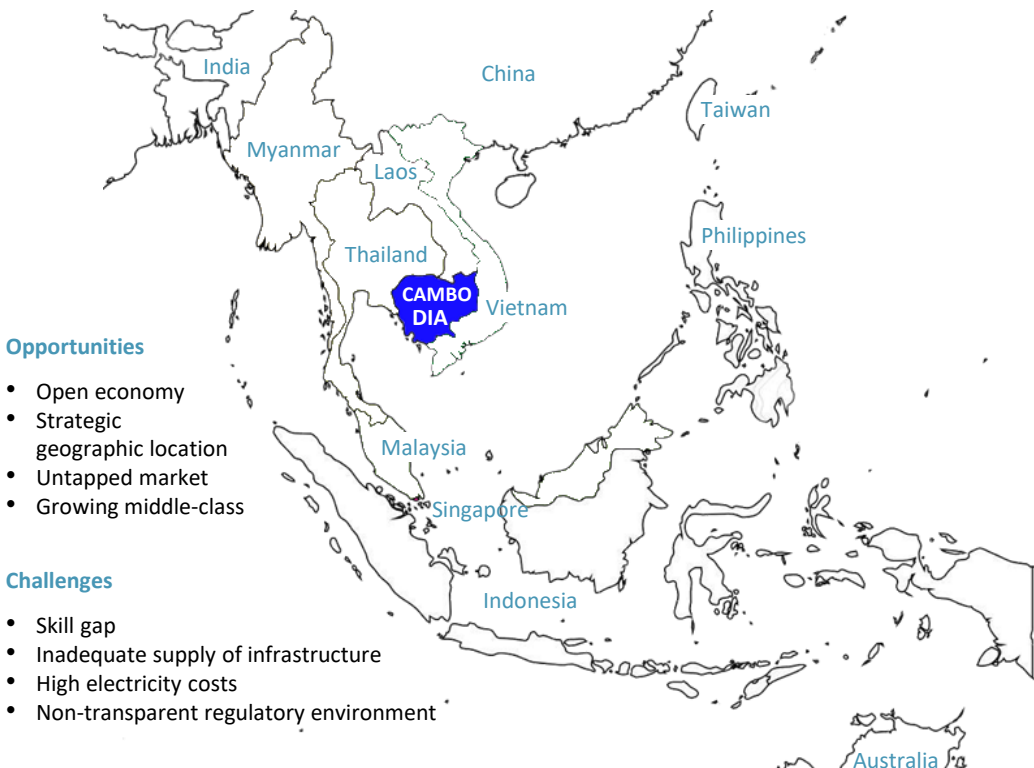 India
China
Taiwan
Myanmar
Laos
Philippines
Thailand
CAMBO
DIA
Vietnam
Opportunities
• Open economy
• Strategic
geographic location
• Untapped market
• Growing middle-class
Malaysia
Singapore
Challenges
Indonesia
• Skill gap
• Inadequate supply of infrastructure
• High electricity costs
• Non-transparent regulatory environment
Australia